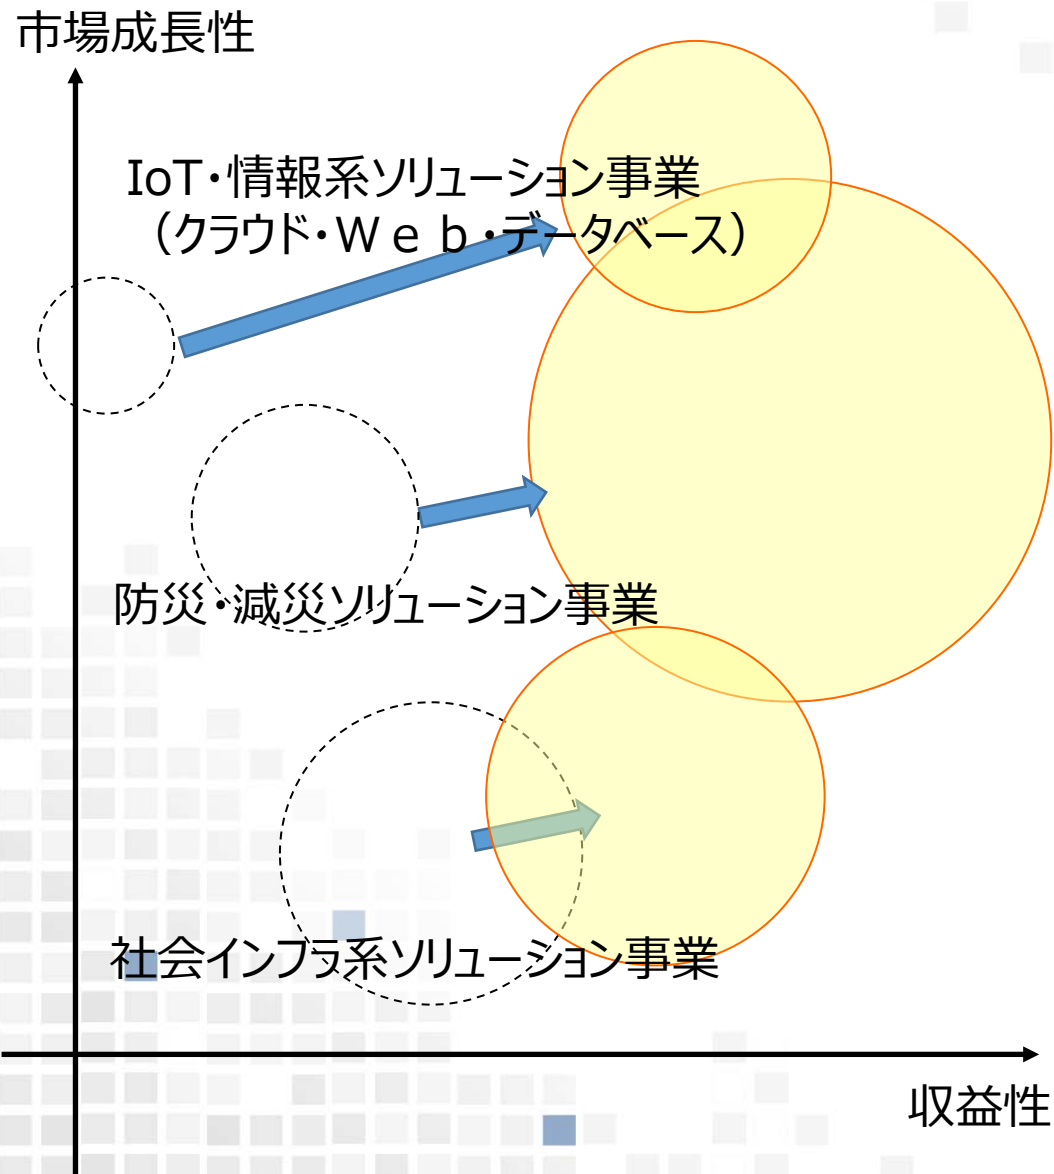 市場成長性
IoT・情報系ソリューション事業
（クラウド・Ｗｅｂ・データベース）
防災・減災ソリューション事業
社会インフラ系ソリューション事業
収益性